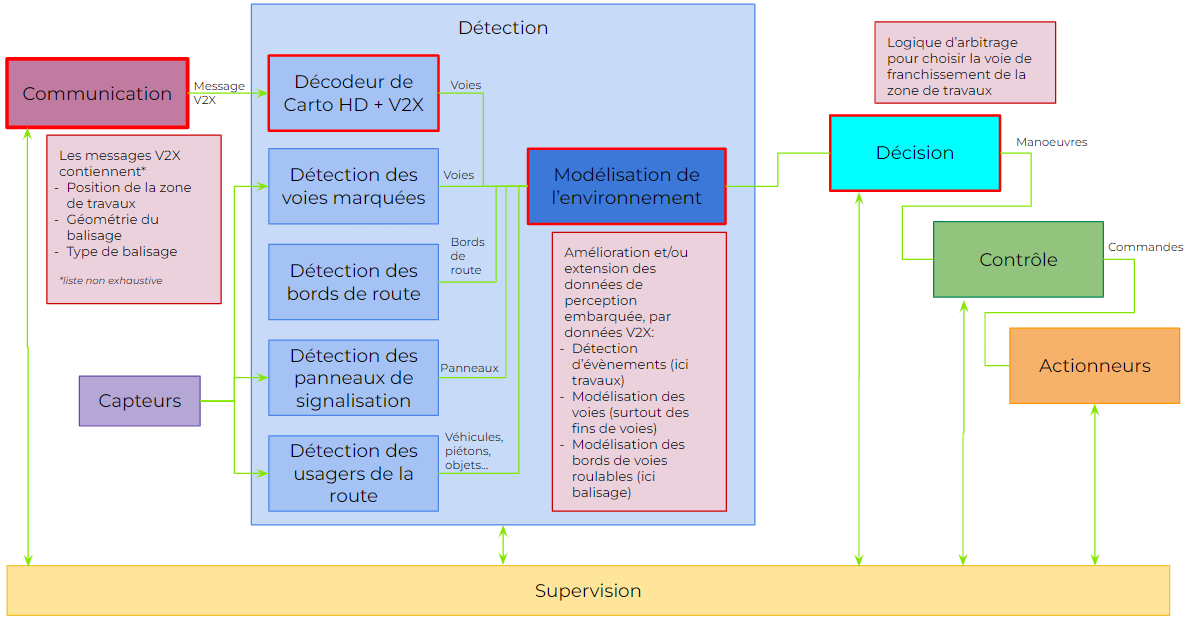 Détection
Communication
Message
V2X
Décodeur de
Carto HD + V2X
Voies
Les messages V2X
contiennent*
- Position de la zone
de travaux
- Géométrie du
balisage
- Type de balisage
*liste non exhaustive
Détection des
voies marquées
Voies
Détection des
bords de route
Bords
de
route
Détection des
panneaux de
signalisation
Panneaux
Détection des
usagers de la
route
Véhicules,
piétons,
objets...
Capteurs
Modélisation de
l'environnement
Amélioration et/ou
extension des
données de
perception
embarquée, par
données V2X:
- Détection
d'évènements (ici
travaux)
- Modélisation des
voies (surtout des
fins de voies)
- Modélisation des
bords de voies
roulables (ici
balisage)
Logique d'arbitrage
pour choisir la voie de
franchissement de la
zone de travaux
Décision
Manoeuvres
Contrôle
Commandes
Actionneurs
Supervision